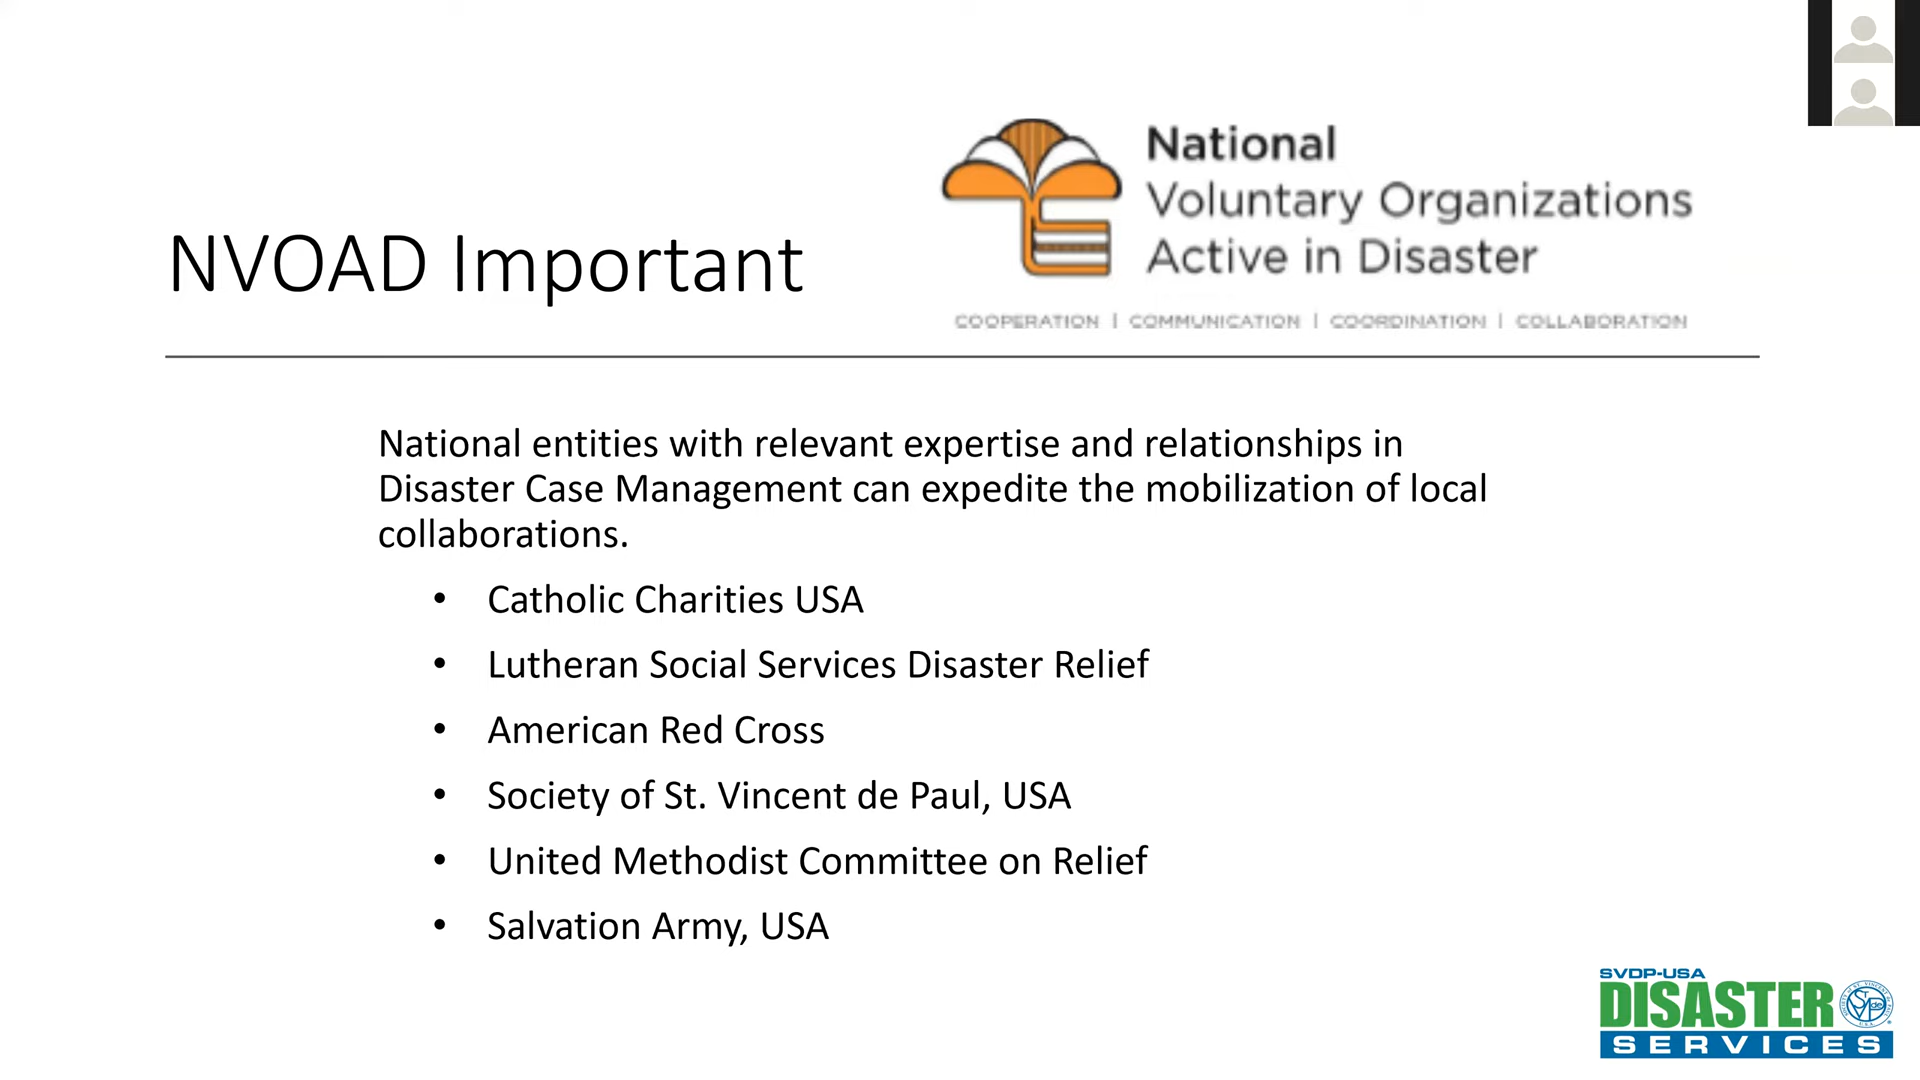 National
Voluntary Organizations
Active in Disaster
NVOAD Important
COOPERATION | COMMUNICATION | COORDINATION | COLLABORATION
National entities with relevant expertise and relationships in
Disaster Case Management can expedite the mobilization of local
collaborations.
• Catholic Charities USA
• Lutheran Social Services Disaster Relief
• American Red Cross
• Society of St. Vincent de Paul, USA
• United Methodist Committee on Relief
• Salvation Army, USA
SVDP-USA
DISASTER
SERVICES